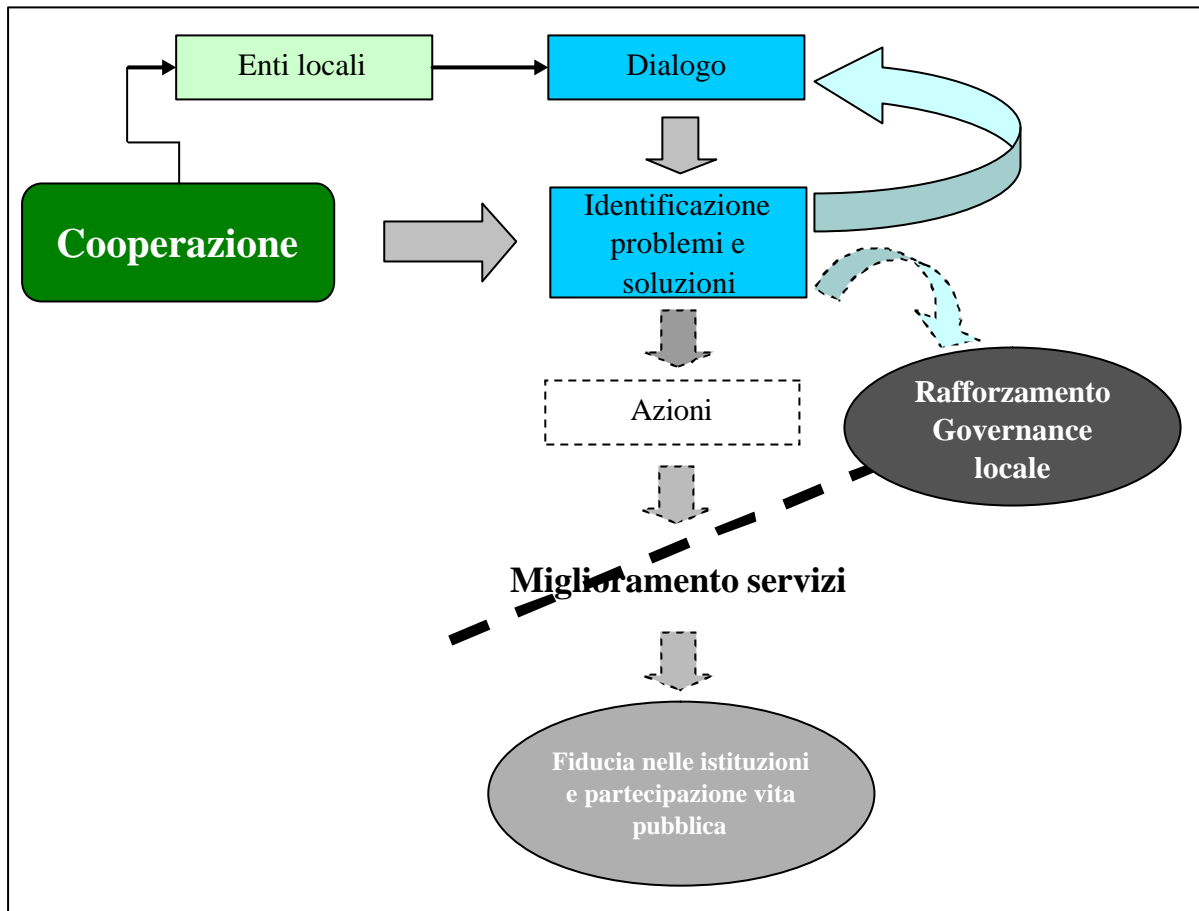 Enti locali
Dialogo
Cooperazione
Identificazione
problemi e
soluzioni
Azioni
Rafforzamento
Governance
locale
Miglioramento servizi
Fiducia nelle istituzioni
e partecipazione vita
pubblica